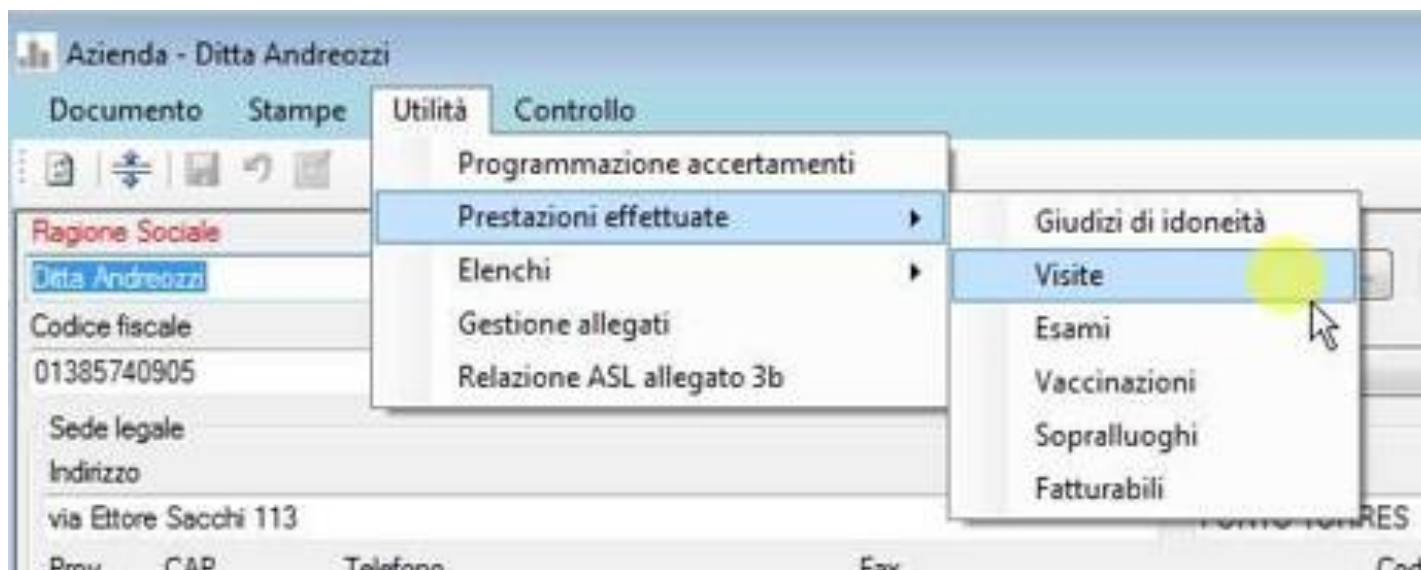 Azienda - Ditta Andreozzi
Documento Stampe Utilità Controllo
Programmazione accertamenti
Prestazioni effettuate
Elenchi
Gestione allegati
Relazione ASL allegato 3b
Giudizi di idoneità
Visite
Esami
Vaccinazioni
Sopralluoghi
Fatturabili
Ragione Sociale
Ditta Andreozzi
Codice fiscale
01385740905
Sede legale
Indirizzo
via Ettore Sacchi 113
Prov CAP Telefono Fax